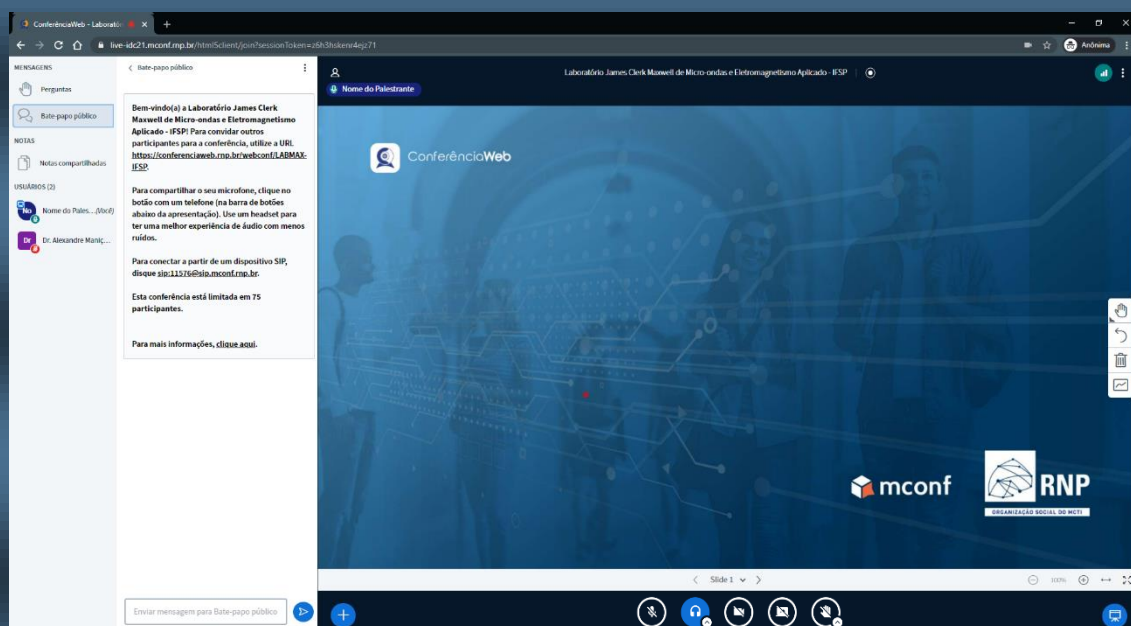 ConferênciaWeb - Laborató
live-idc21.mconf.rnp.br/html5client/join?sessionToken=z6h3hskenr4ejz71
Anônima
MENSAGENS
Perguntas
Bate-papo público
NOTAS
Notas compartilhadas
USUÁRIOS (2)
No
Nome do Pales... (Você)
Dr
Dr. Alexandre Maniç...
Bate-papo público
Bem-vindo(a) a Laboratório James Clerk
Maxwell de Micro-ondas e Eletromagnetismo
Aplicado - IFSP! Para convidar outros
participantes para a conferência, utilize a URL
https://conferenciaweb.rnp.br/webconf/LABMAX-
IFSP.
Para compartilhar o seu microfone, clique no
botão com um telefone (na barra de botões
abaixo da apresentação). Use um headset para
ter uma melhor experiência de áudio com menos
ruídos.
Para conectar a partir de um dispositivo SIP,
disque sip:11576@sip.mconf.rnp.br.
Esta conferência está limitada em 75
participantes.
Para mais informações, clique aqui.
Enviar mensagem para Bate-papo público
Laboratório James Clerk Maxwell de Micro-ondas e Eletromagnetismo Aplicado - IFSP
Nome do Palestrante
ConferênciaWeb
mconf
RNP
ORGANIZAÇÃO SOCIAL DO MCTI
Slide 1
100%